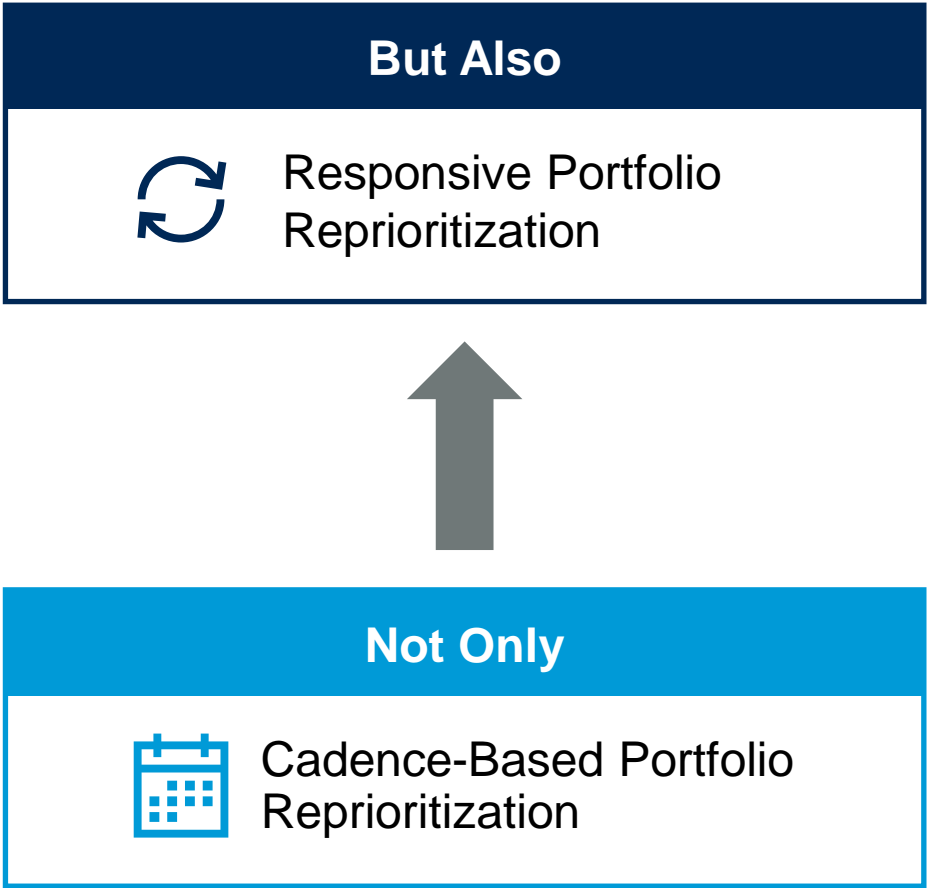 But Also
Responsive Portfolio
Reprioritization
Not Only
Cadence-Based Portfolio
Reprioritization